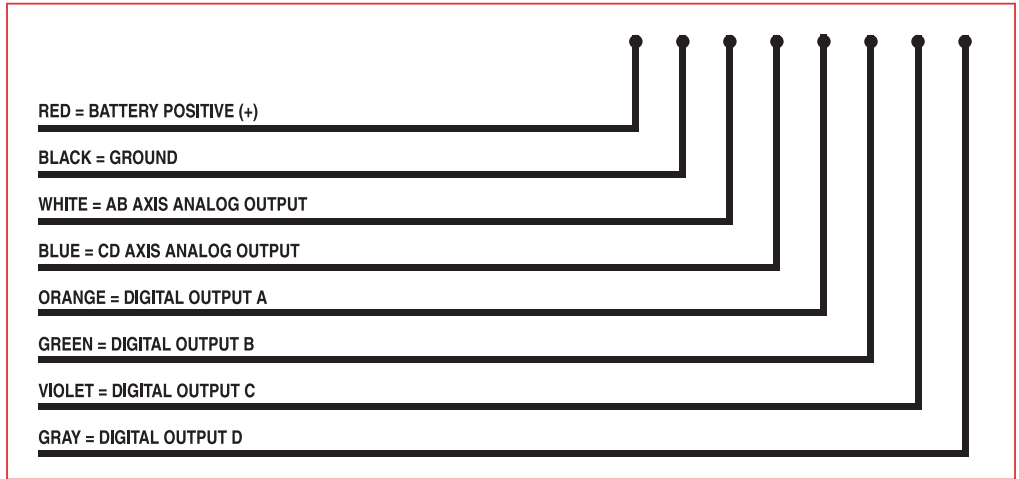 RED = BATTERY POSITIVE (+)
BLACK = GROUND
WHITE = AB AXIS ANALOG OUTPUT
BLUE = CD AXIS ANALOG OUTPUT
ORANGE = DIGITAL OUTPUT A
GREEN = DIGITAL OUTPUT B
VIOLET = DIGITAL OUTPUT C
GRAY = DIGITAL OUTPUT D